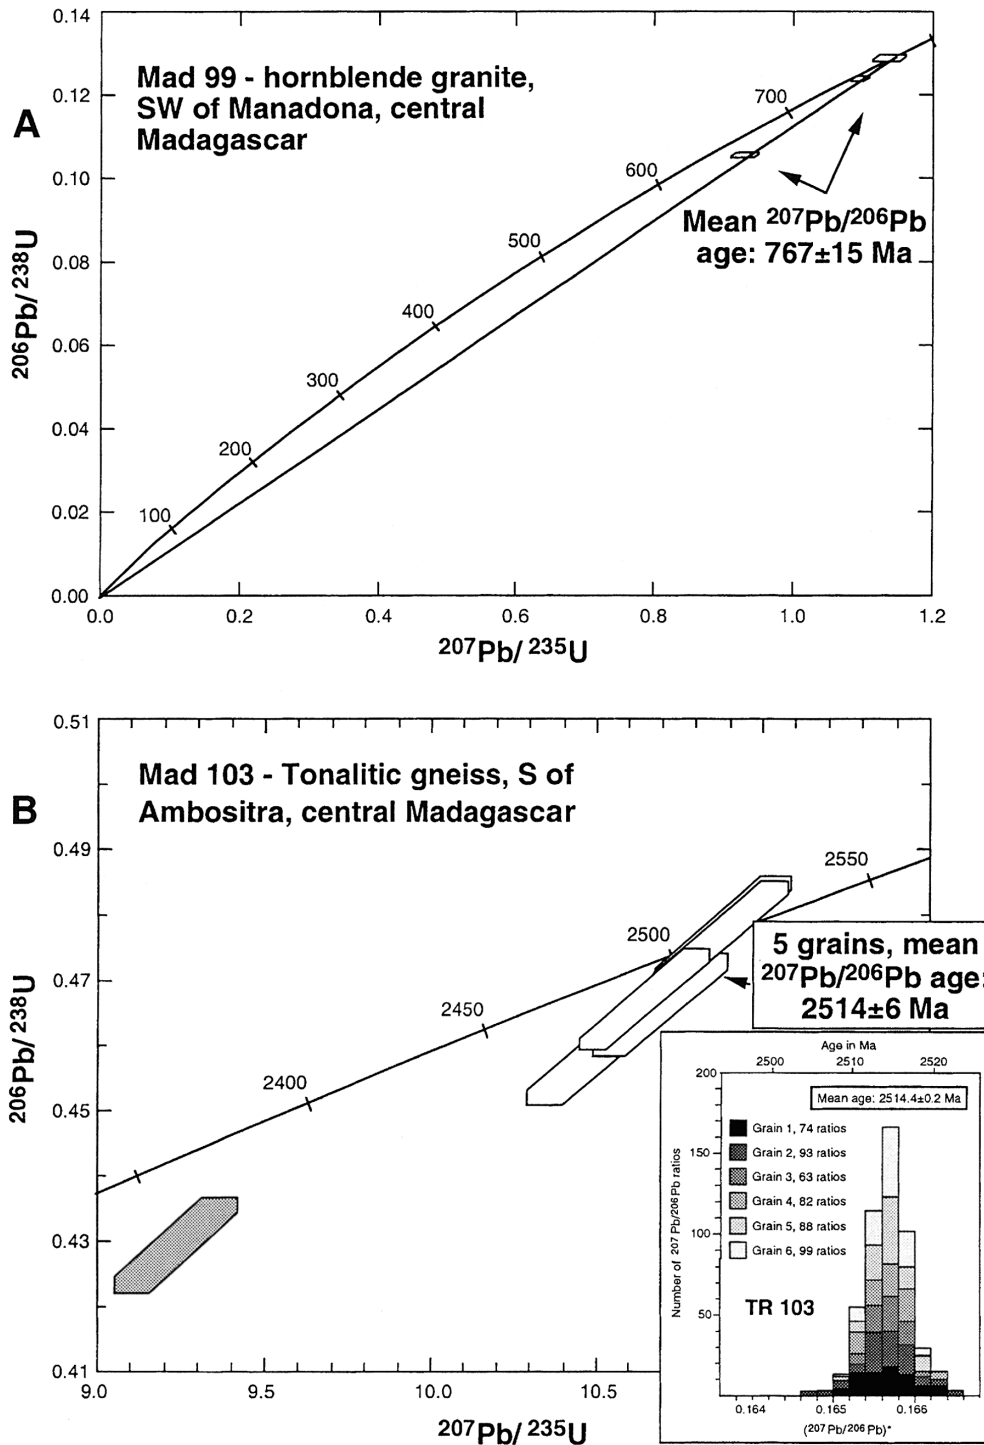 A
Mad 99 - hornblende granite,
SW of Manadona, central
Madagascar
0.14
0.12
0.10
0.08
0.06
0.04
0.02
0.00
206Pb/238U
100
200
300
400
500
600
700
Mean 207Pb/206Pb
age: 767±15 Ma
0.0
0.2
0.4
0.6
0.8
1.0
1.2
207Pb/ 235U
B
Mad 103 - Tonalitic gneiss, S of
Ambositra, central Madagascar
0.51
0.49
0.47
0.45
0.43
0.41
206Pb/238U
2400
2450
2500
2550
5 grains, mean
207Pb/206Pb age:
2514±6 Ma
9.0
9.5
10.0
10.5
207Pb/ 235U
Age in Ma
2500
2510
2520
Mean age: 2514.4±0.2 Ma
200
150
100
50
Number of 207Pb/206Pb ratios
Grain 1, 74 ratios
Grain 2, 93 ratios
Grain 3, 63 ratios
Grain 4, 82 ratios
Grain 5, 88 ratios
Grain 6, 99 ratios
TR 103
0.164
0.165
0.166
(207Pb/206Pb)*